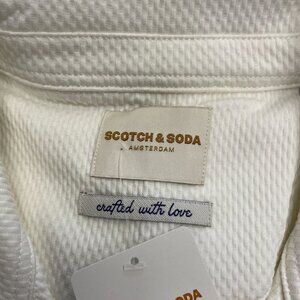 SCOTCH & SODA
AMSTERDAM
crafted with love
SCOTCH & SODA